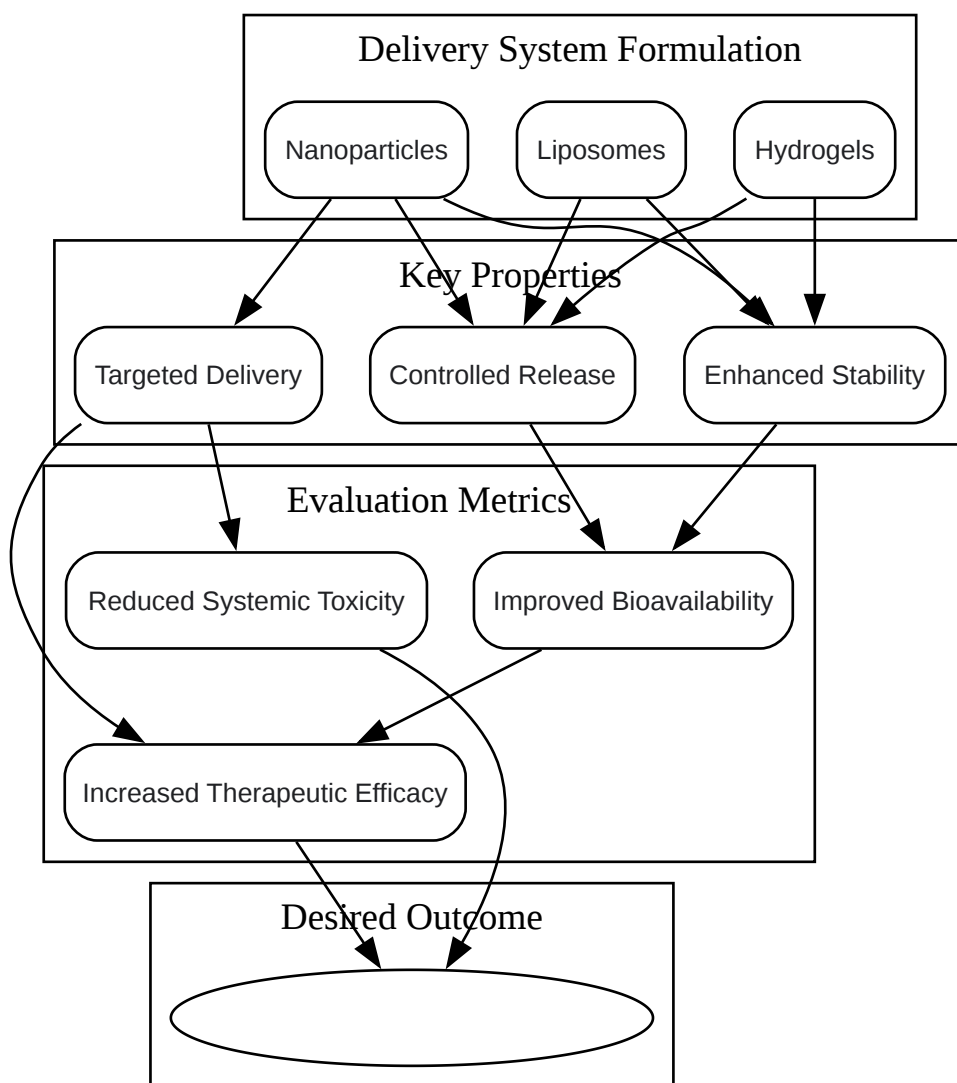 Delivery System Formulation
Nanoparticles
Liposomes
Hydrogels
Key Properties
Targeted Delivery
Controlled Release
Enhanced Stability
Evaluation Metrics
Reduced Systemic Toxicity
Improved Bioavailability
Increased Therapeutic Efficacy
Desired Outcome